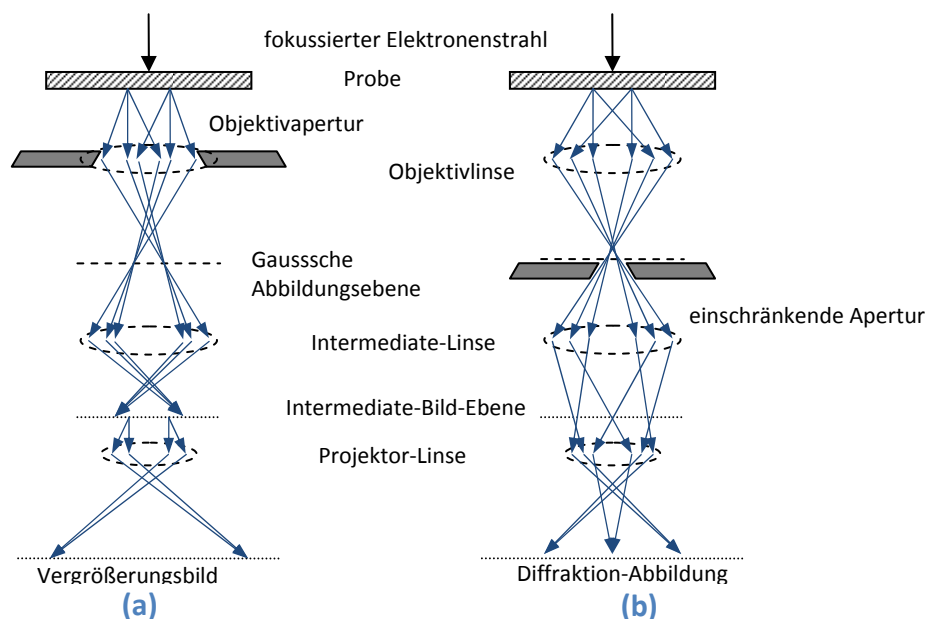 fokussierter Elektronenstrahl
Probe
Objektivapertur
Objektivlinse
Gausssche
Abbildungsebene
einschränkende Apertur
Intermediate-Linse
Intermediate-Bild-Ebene
Projektor-Linse
Vergrößerungsbild
Diffraktion-Abbildung
(a)
(b)